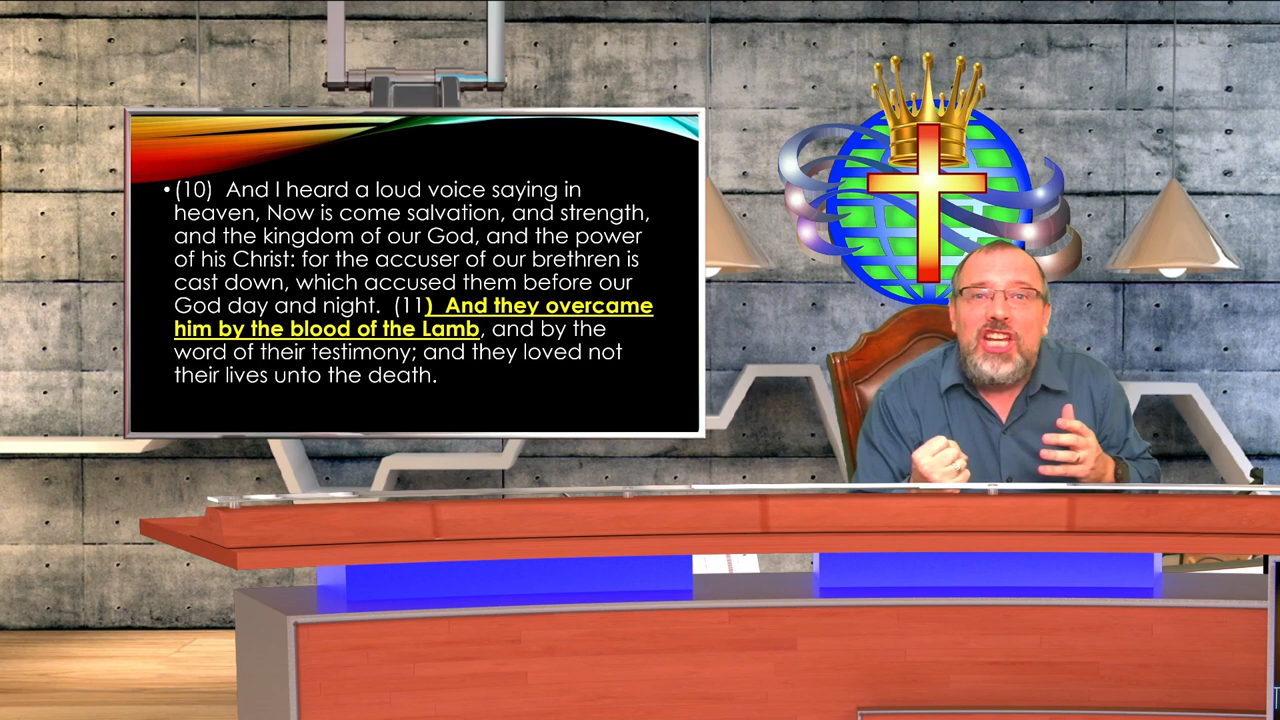 • (10) And I heard a loud voice saying in
heaven, Now is come salvation, and strength,
and the kingdom of our God, and the power
of his Christ: for the accuser of our brethren is
cast down, which accused them before our
God day and night. (11) And they overcame
him by the blood of the Lamb, and by the
word of their testimony; and they loved not
their lives unto the death.